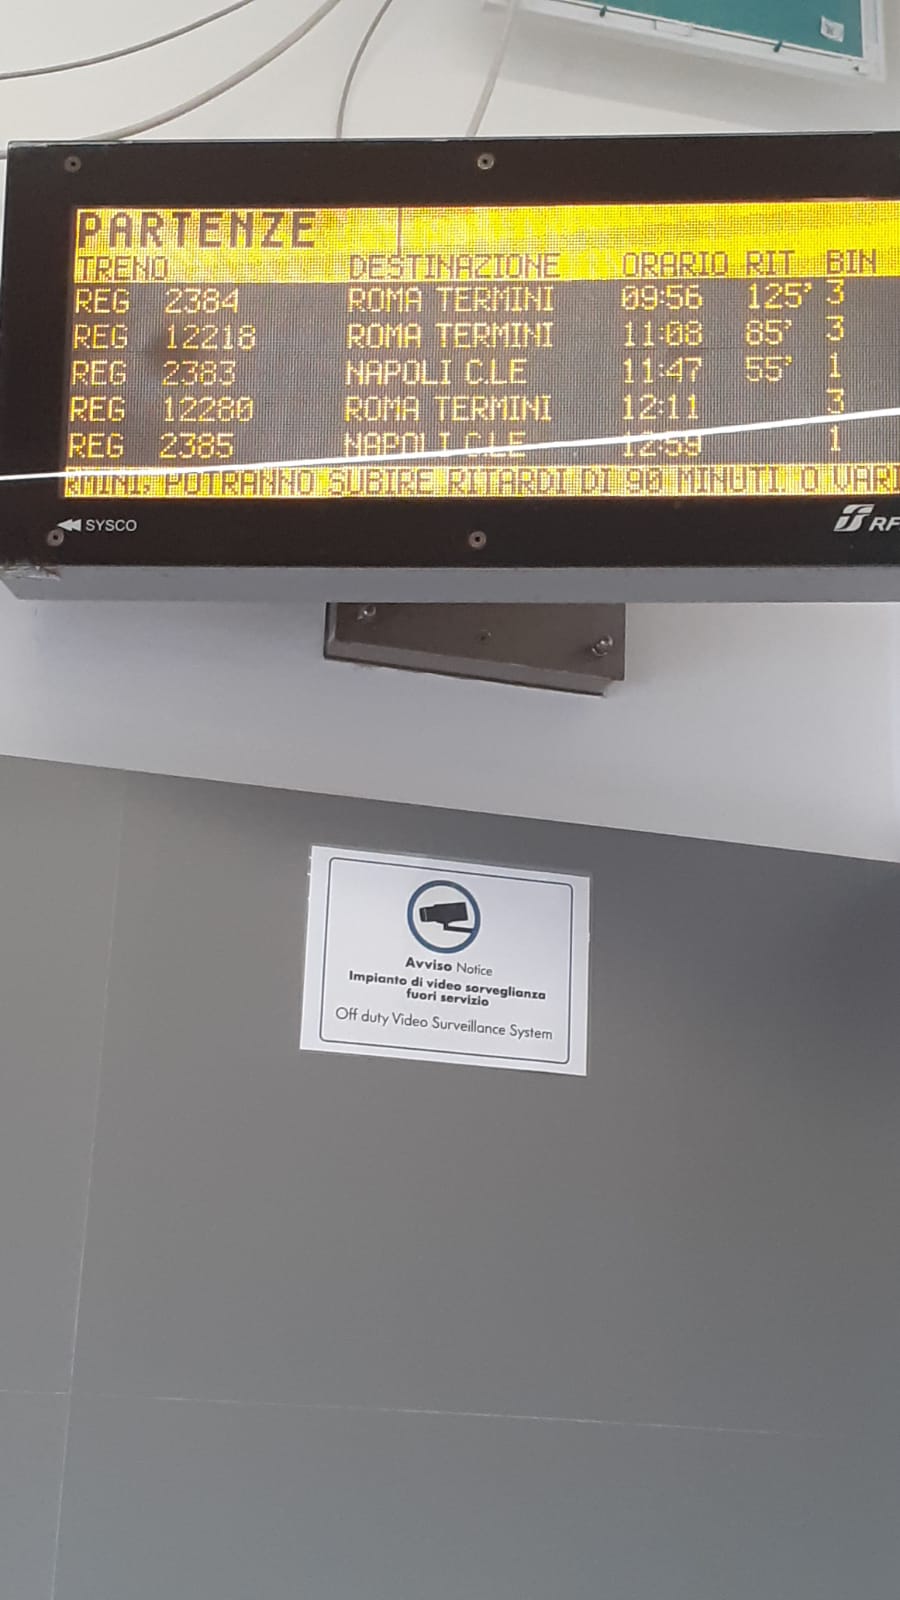 PARTENZE
TRENO DESTINAZIONE ORARIO RIT BIN
REG 2384 ROMA TERMINI 09:56 125' 3
REG 12218 ROMA TERMINI 11:08 85' 3
REG 2383 NAPOLI C.LE 11:47 55' 1
REG 12280 ROMA TERMINI 12:11 3
REG 2385 NAPOLI C.LE 12:59 1
RMINI, POTRANNO SUBIRE RITARDI DI 90 MINUTI O VARI
SYSCO
RF
Avviso Notice
Impianto di video sorveglianza
fuori servizio
Off duty Video Surveillance System